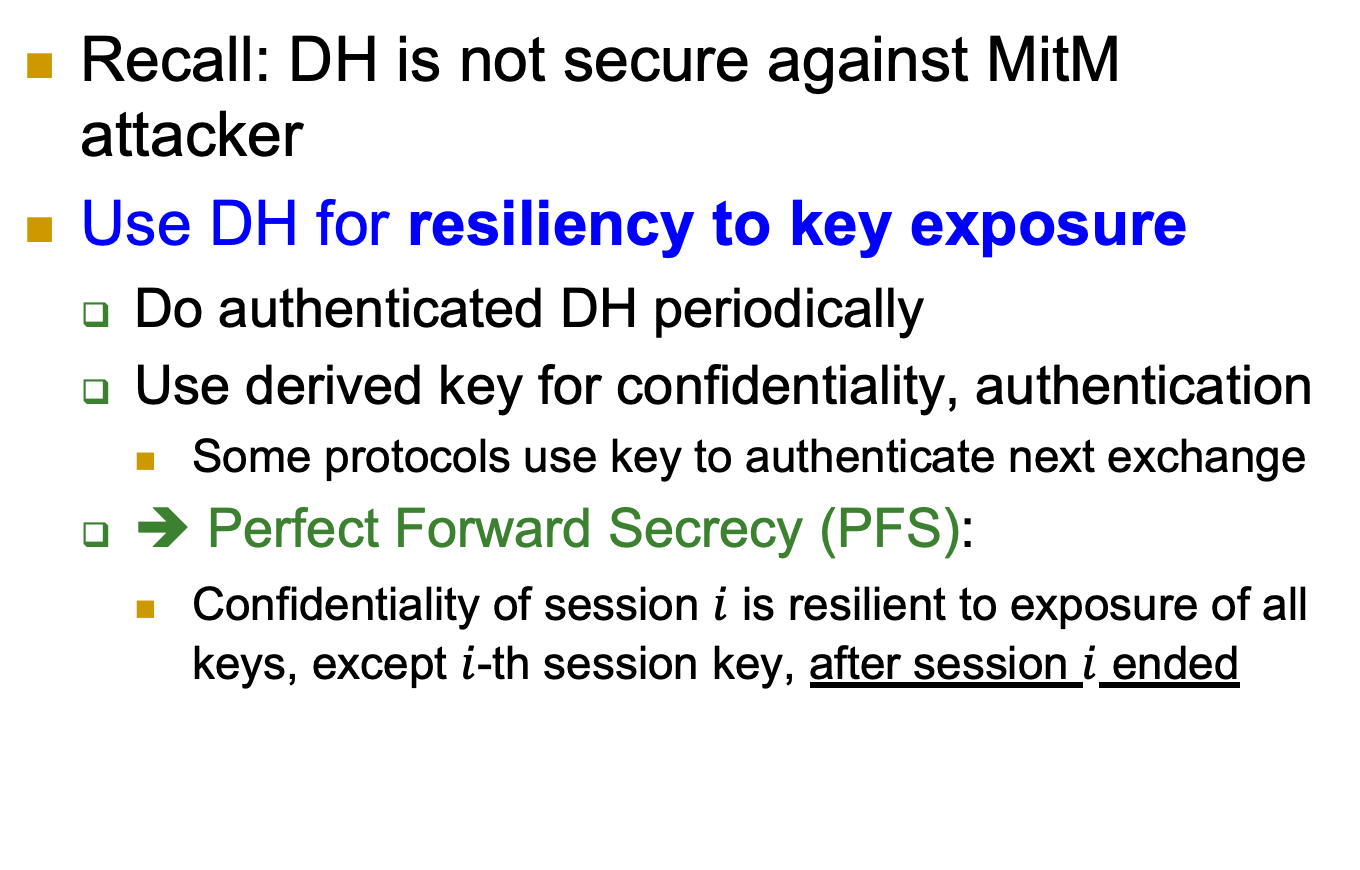 Recall: DH is not secure against MitM
attacker
Use DH for resiliency to key exposure
Do authenticated DH periodically
Use derived key for confidentiality, authentication
Some protocols use key to authenticate next exchange
➔ Perfect Forward Secrecy (PFS):
Confidentiality of session i is resilient to exposure of all
keys, except i-th session key, after session i ended